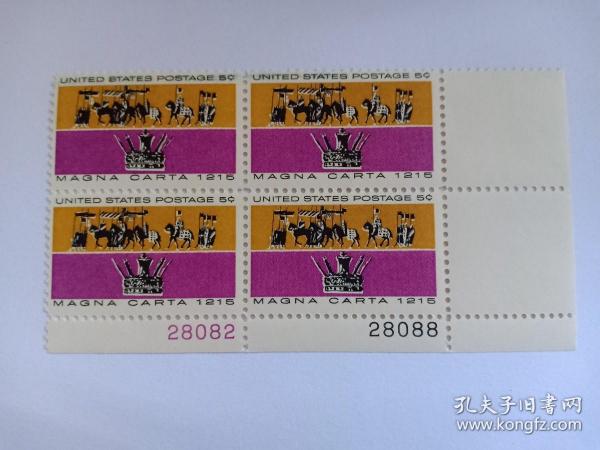 UNITED STATES POSTAGE 5¢
UNITED STATES POSTAGE 5¢
MAGNA CARTA 1215
MAGNA CARTA 1215
UNITED STATES POSTAGE 5¢
UNITED STATES POSTAGE 5¢
MAGNA CARTA 1215
MAGNA CARTA 1215
28082
28088
孔夫子旧书网
www.kongfz.com